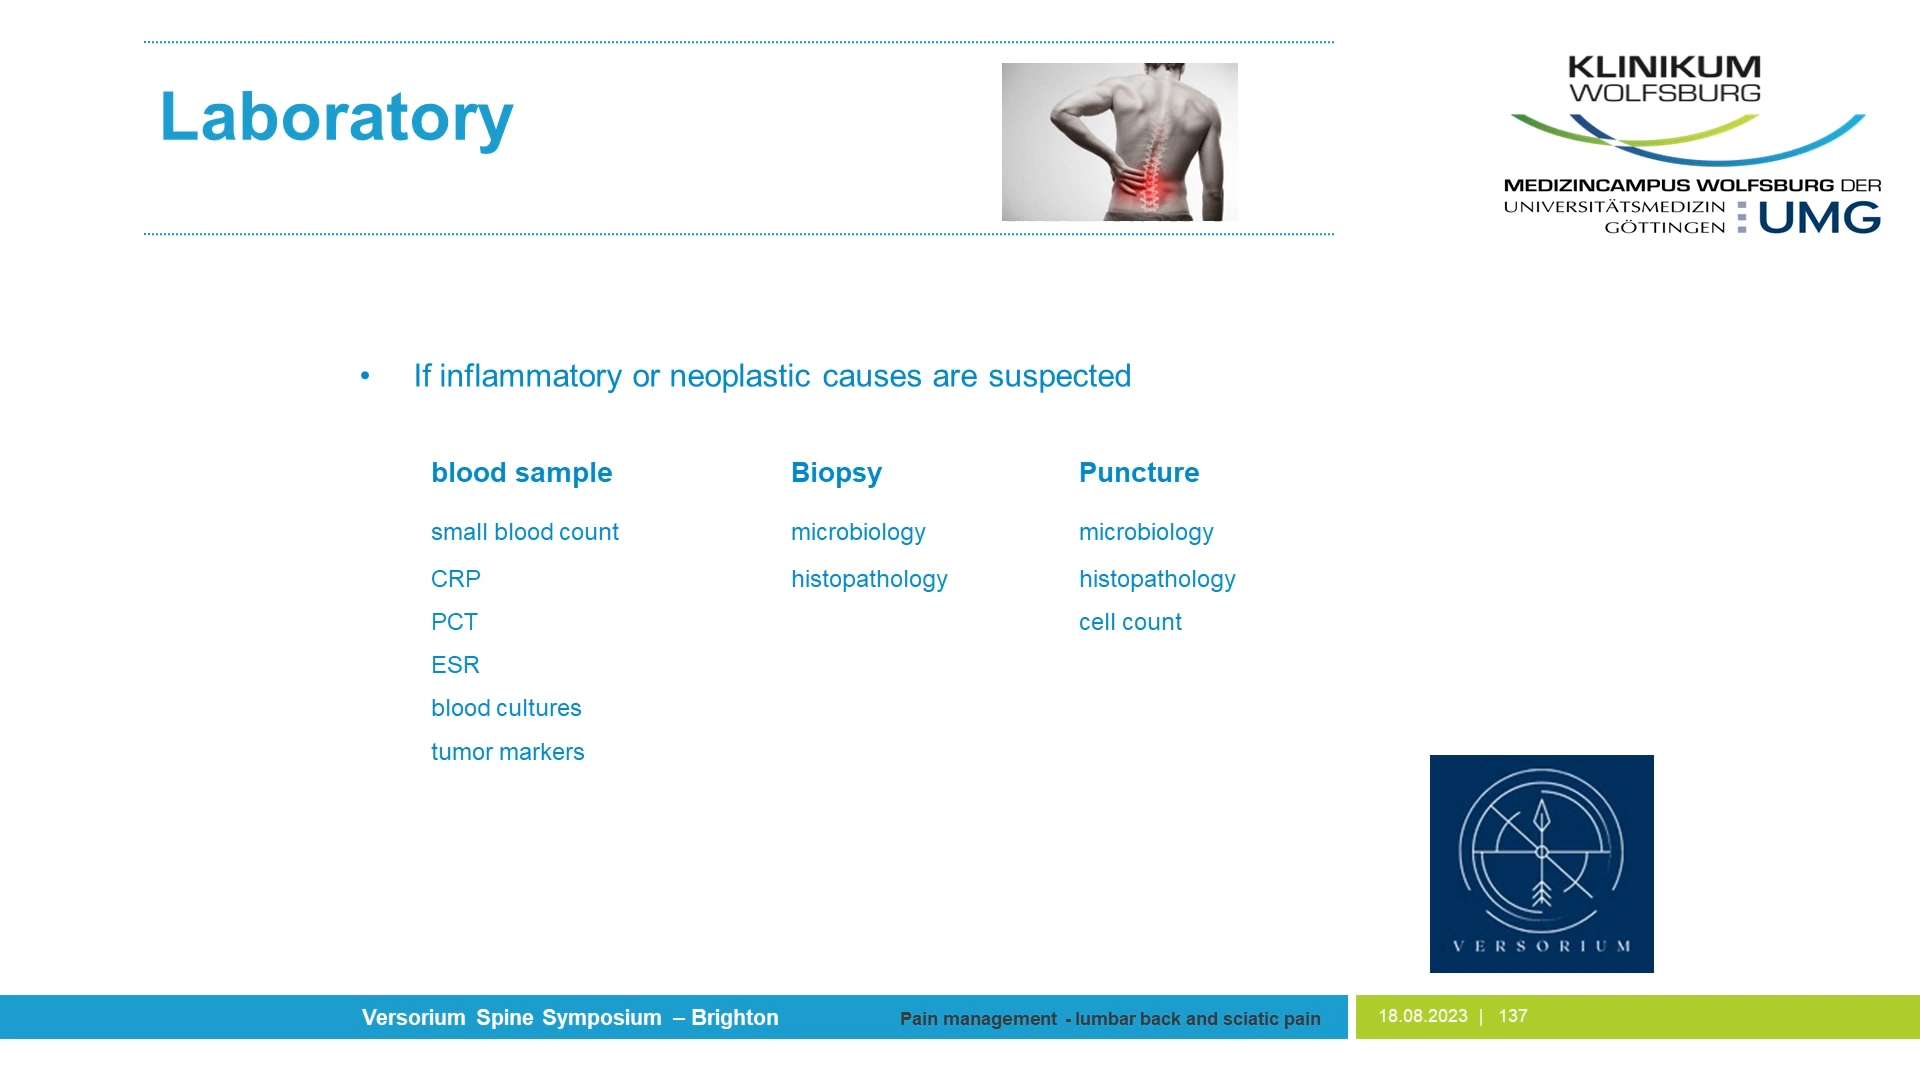 Laboratory
KLINIKUM
WOLFSBURG
MEDIZINCAMPUS WOLFSBURG DER
UNIVERSITÄTSMEDIZIN
GÖTTINGEN
UMG
• If inflammatory or neoplastic causes are suspected
blood sample Biopsy Puncture
small blood count microbiology microbiology
CRP histopathology histopathology
PCT cell count
ESR
blood cultures
tumor markers
VERSORIUM
Versorium Spine Symposium – Brighton Pain management - lumbar back and sciatic pain 18.08.2023 | 137